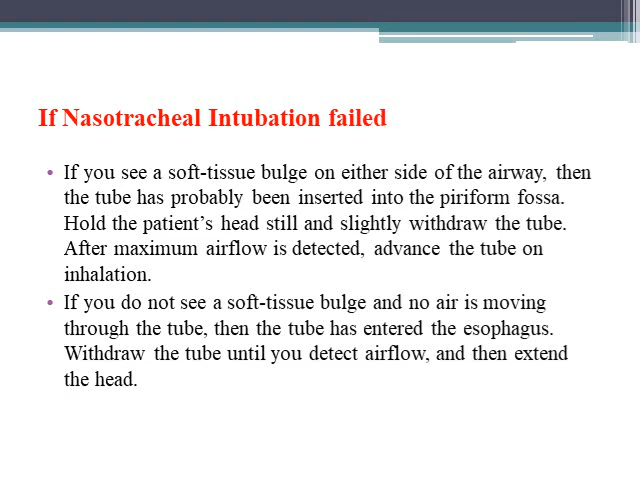 If Nasotracheal Intubation failed
• If you see a soft-tissue bulge on either side of the airway, then
the tube has probably been inserted into the piriform fossa.
Hold the patient’s head still and slightly withdraw the tube.
After maximum airflow is detected, advance the tube on
inhalation.
• If you do not see a soft-tissue bulge and no air is moving
through the tube, then the tube has entered the esophagus.
Withdraw the tube until you detect airflow, and then extend
the head.